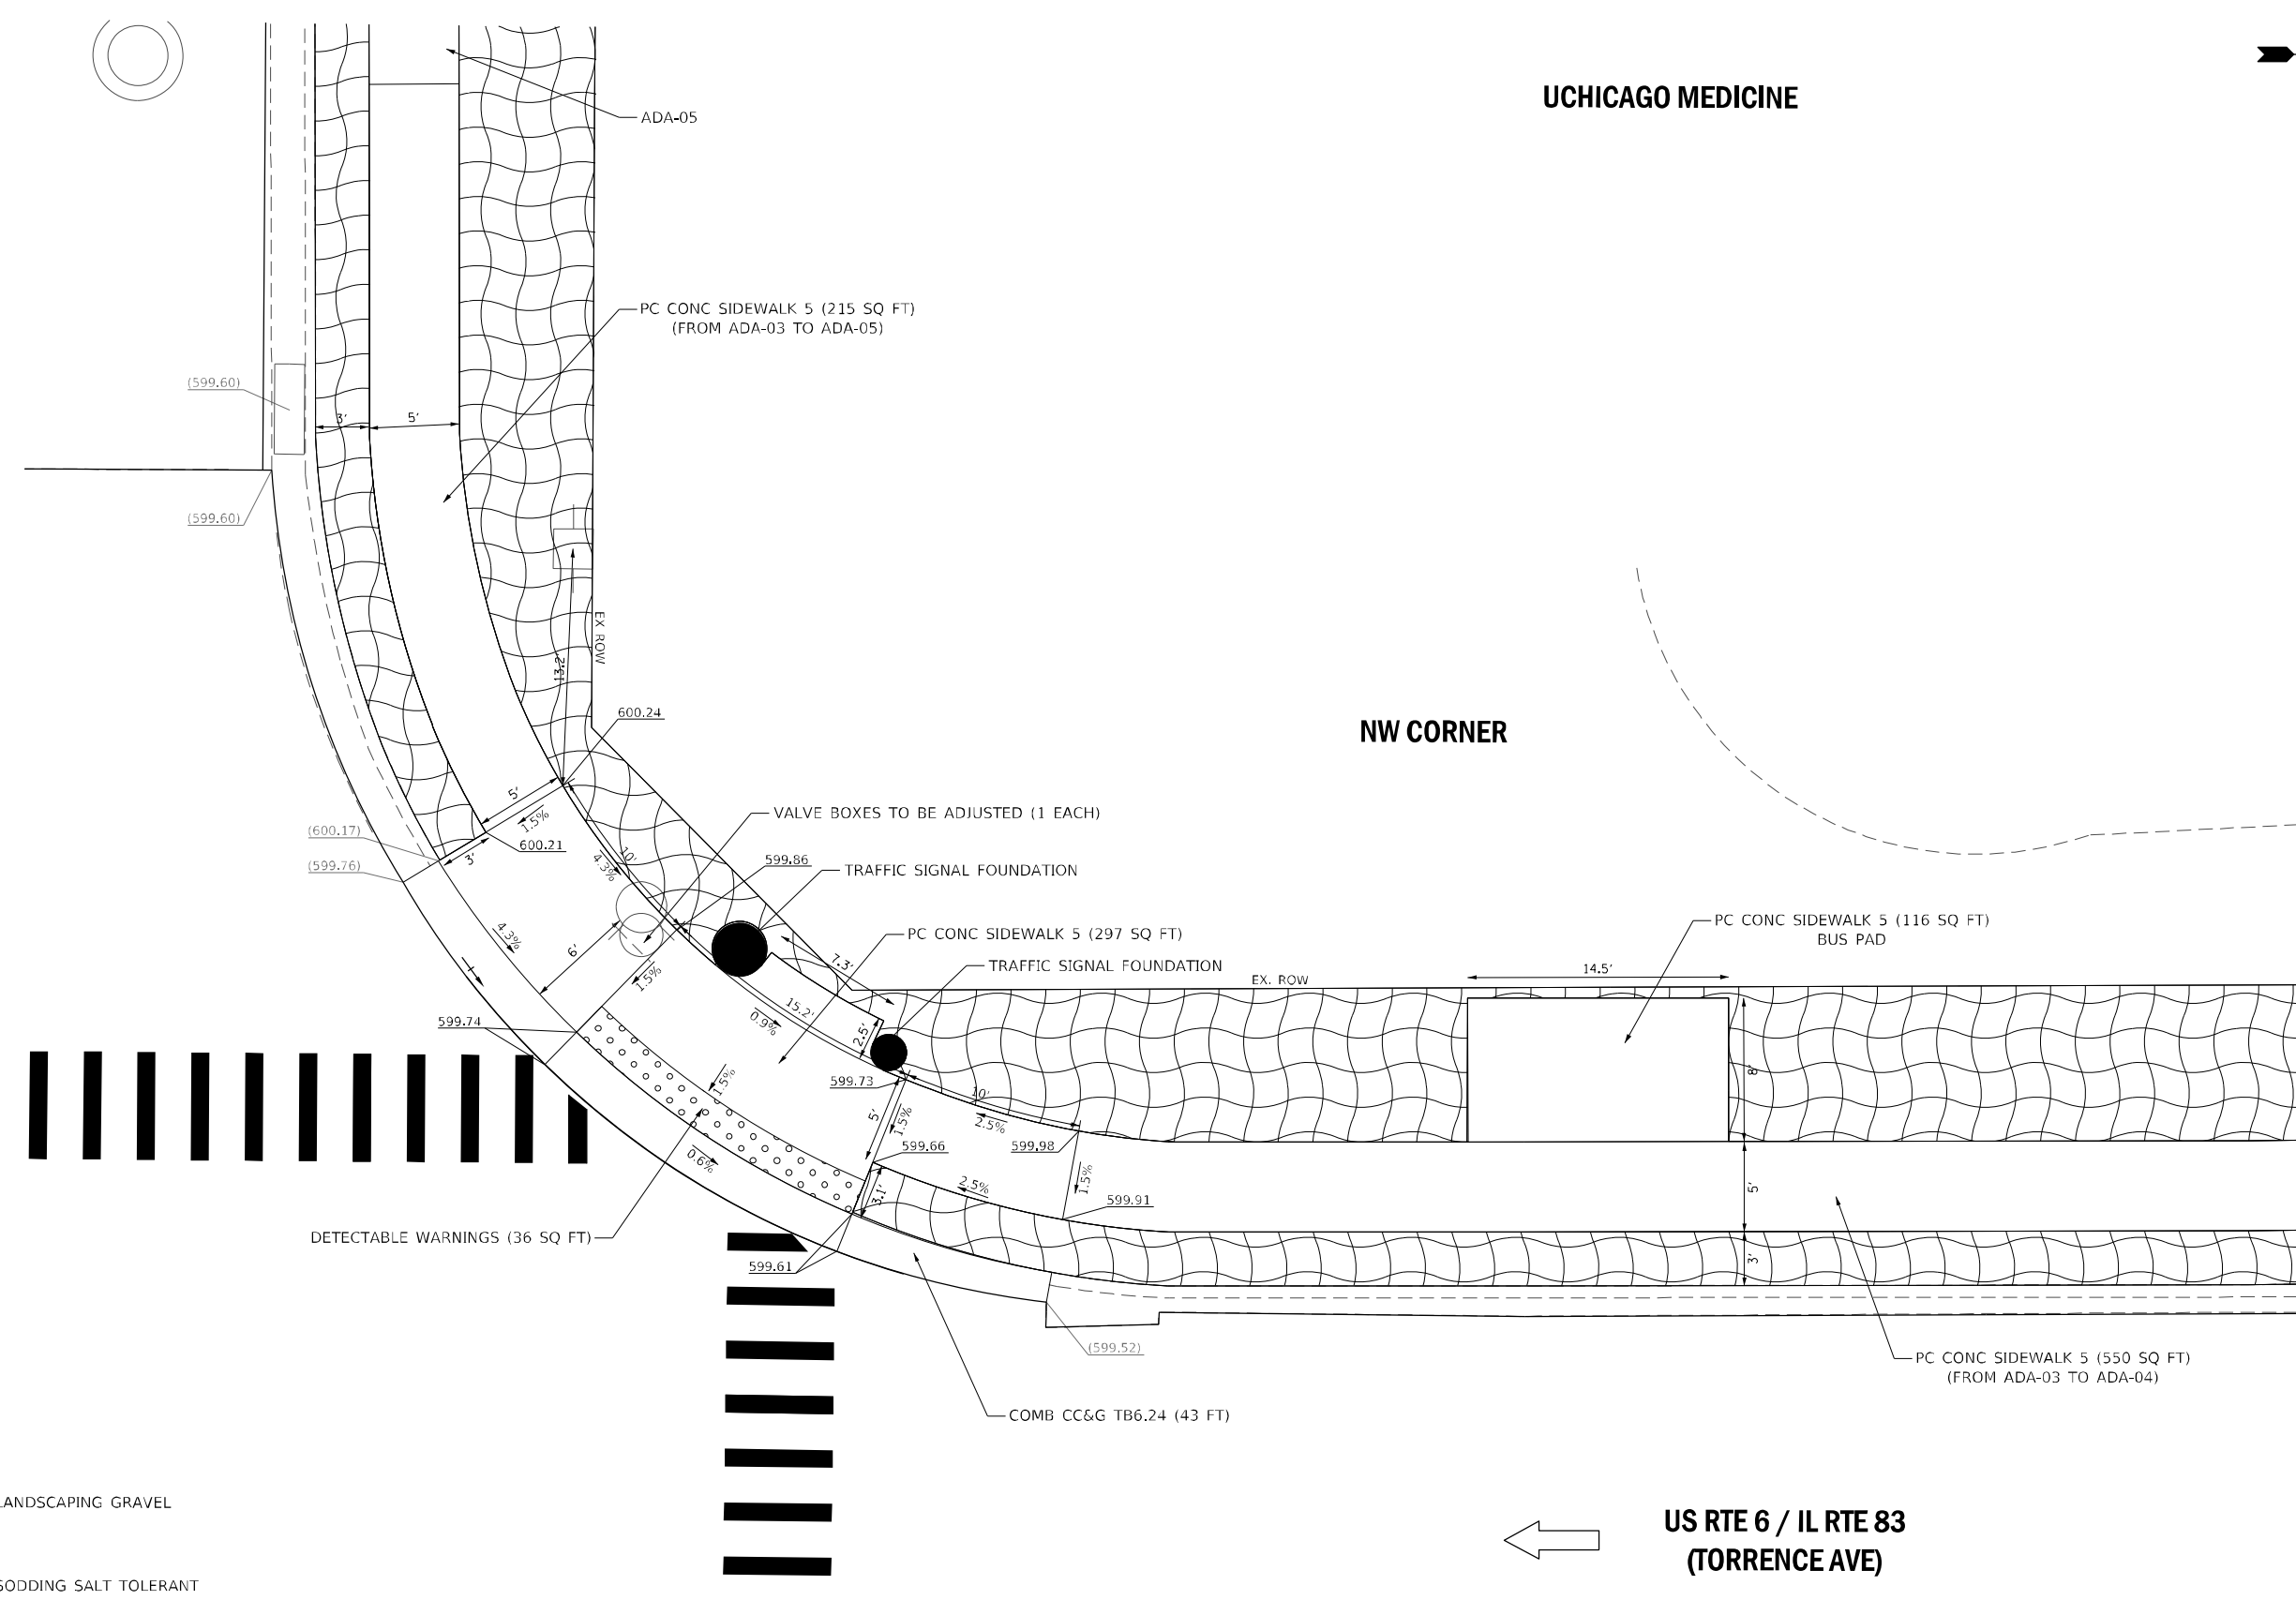 UCHICAGO MEDICINE
ADA-05
PC CONC SIDEWALK 5 (215 SQ FT)
(FROM ADA-03 TO ADA-05)
(599.60)
3'
5'
(599.60)
EX ROW
13.2'
600.24
NW CORNER
5'
1.5%
VALVE BOXES TO BE ADJUSTED (1 EACH)
(600.17)
600.21
3'
10'
4.3%
599.86
(599.76)
TRAFFIC SIGNAL FOUNDATION
PC CONC SIDEWALK 5 (116 SQ FT)
BUS PAD
4.3%
6'
PC CONC SIDEWALK 5 (297 SQ FT)
7.3'
TRAFFIC SIGNAL FOUNDATION
1.5%
EX. ROW
14.5'
15.2'
0.9%
599.74
2.5'
1.5%
599.73
8'
10'
2.5%
5'
1.5%
599.66
599.98
0.6%
1.5%
2.5%
3.1'
599.91
5'
DETECTABLE WARNINGS (36 SQ FT)
599.61
3'
(599.52)
PC CONC SIDEWALK 5 (550 SQ FT)
(FROM ADA-03 TO ADA-04)
COMB CC&G TB6.24 (43 FT)
LANDSCAPING GRAVEL
US RTE 6 / IL RTE 83
(TORRENCE AVE)
SODDING SALT TOLERANT